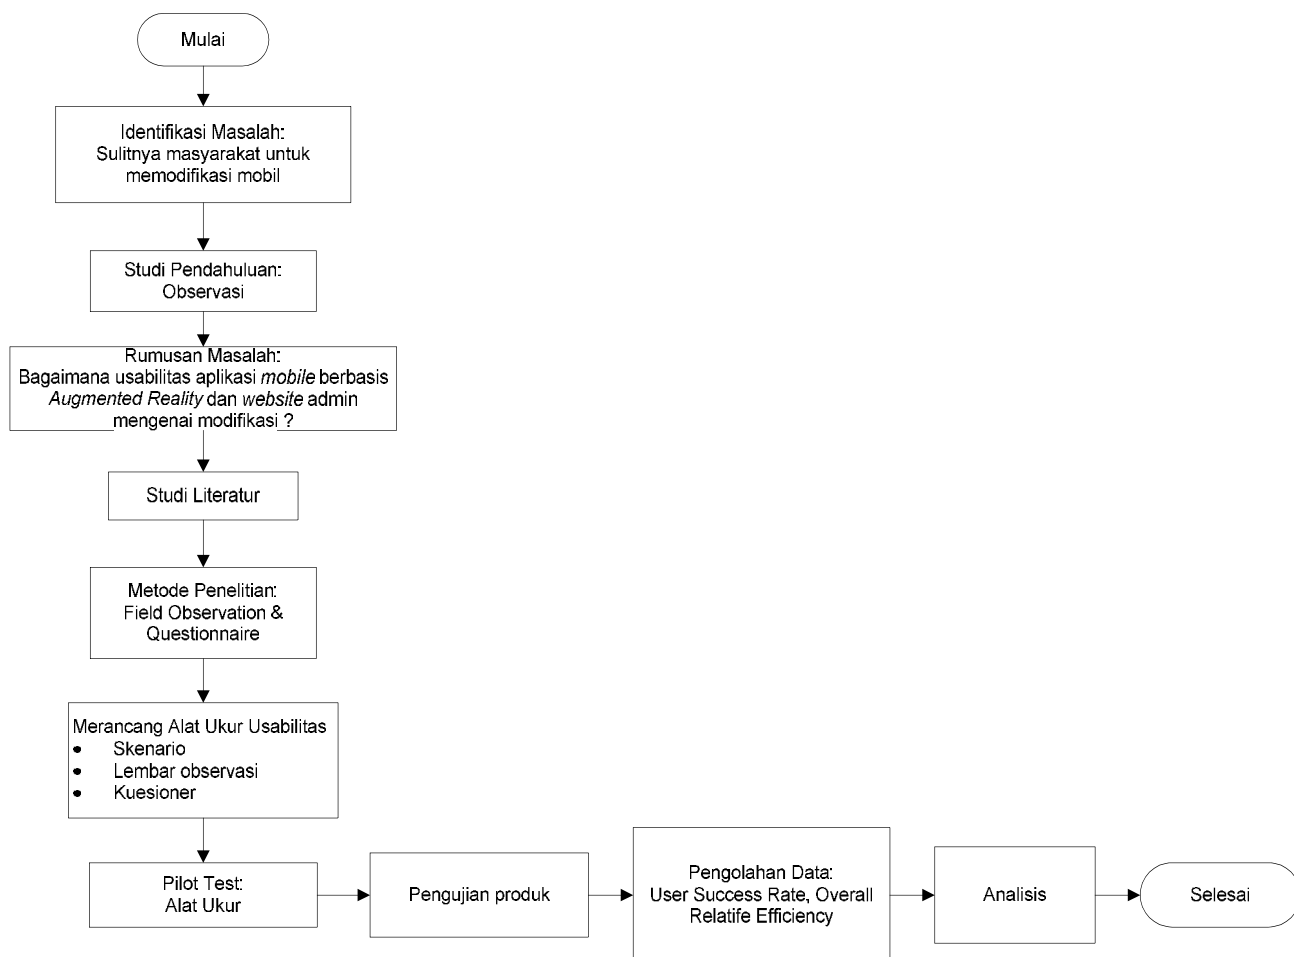 Mulai
Identifikasi Masalah:
Sulitnya masyarakat untuk
memodifikasi mobil
Studi Pendahuluan:
Observasi
Rumusan Masalah:
Bagaimana usabilitas aplikasi mobile berbasis
Augmented Reality dan website admin
mengenai modifikasi ?
Studi Literatur
Metode Penelitian:
Field Observation &
Questionnaire
Merancang Alat Ukur Usabilitas
• Skenario
• Lembar observasi
• Kuesioner
Pilot Test:
Alat Ukur
Pengujian produk
Pengolahan Data:
User Success Rate, Overall
Relatife Efficiency
Analisis
Selesai